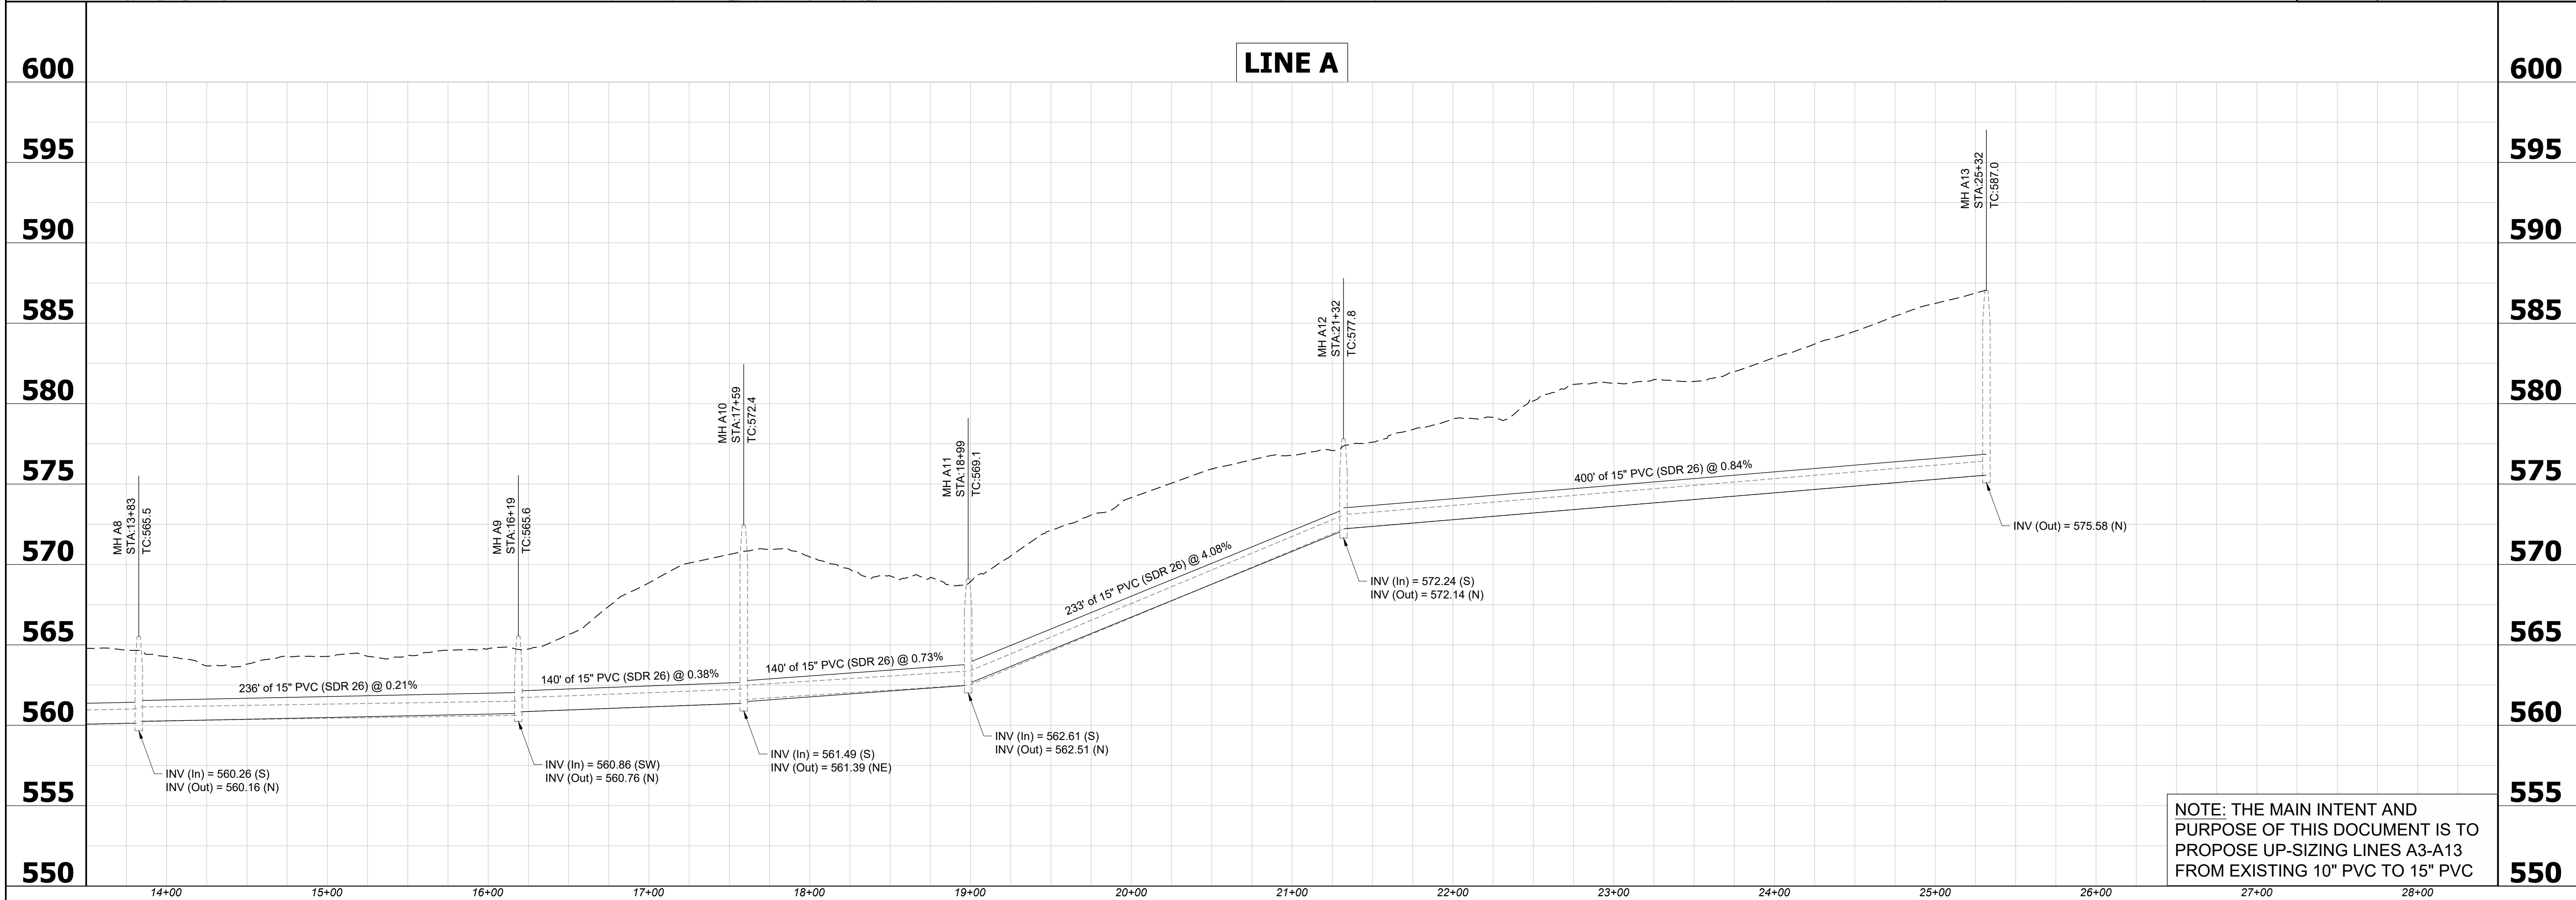 LINE A
600
595
590
585
580
575
570
565
560
555
550
600
595
590
585
580
575
570
565
560
555
550
MH A8
STA:13+83
TC:565.5
MH A9
STA:16+19
TC:565.6
MH A10
STA:17+59
TC:572.4
MH A11
STA:18+99
TC:569.1
MH A12
STA:21+32
TC:577.8
MH A13
STA:25+32
TC:587.0
236' of 15" PVC (SDR 26) @ 0.21%
140' of 15" PVC (SDR 26) @ 0.38%
140' of 15" PVC (SDR 26) @ 0.73%
233' of 15" PVC (SDR 26) @ 4.08%
400' of 15" PVC (SDR 26) @ 0.84%
INV (In) = 560.26 (S)
INV (Out) = 560.16 (N)
INV (In) = 560.86 (SW)
INV (Out) = 560.76 (N)
INV (In) = 561.49 (S)
INV (Out) = 561.39 (NE)
INV (In) = 562.61 (S)
INV (Out) = 562.51 (N)
INV (In) = 572.24 (S)
INV (Out) = 572.14 (N)
INV (Out) = 575.58 (N)
NOTE: THE MAIN INTENT AND
PURPOSE OF THIS DOCUMENT IS TO
PROPOSE UP-SIZING LINES A3-A13
FROM EXISTING 10" PVC TO 15" PVC
14+00
15+00
16+00
17+00
18+00
19+00
20+00
21+00
22+00
23+00
24+00
25+00
26+00
27+00
28+00